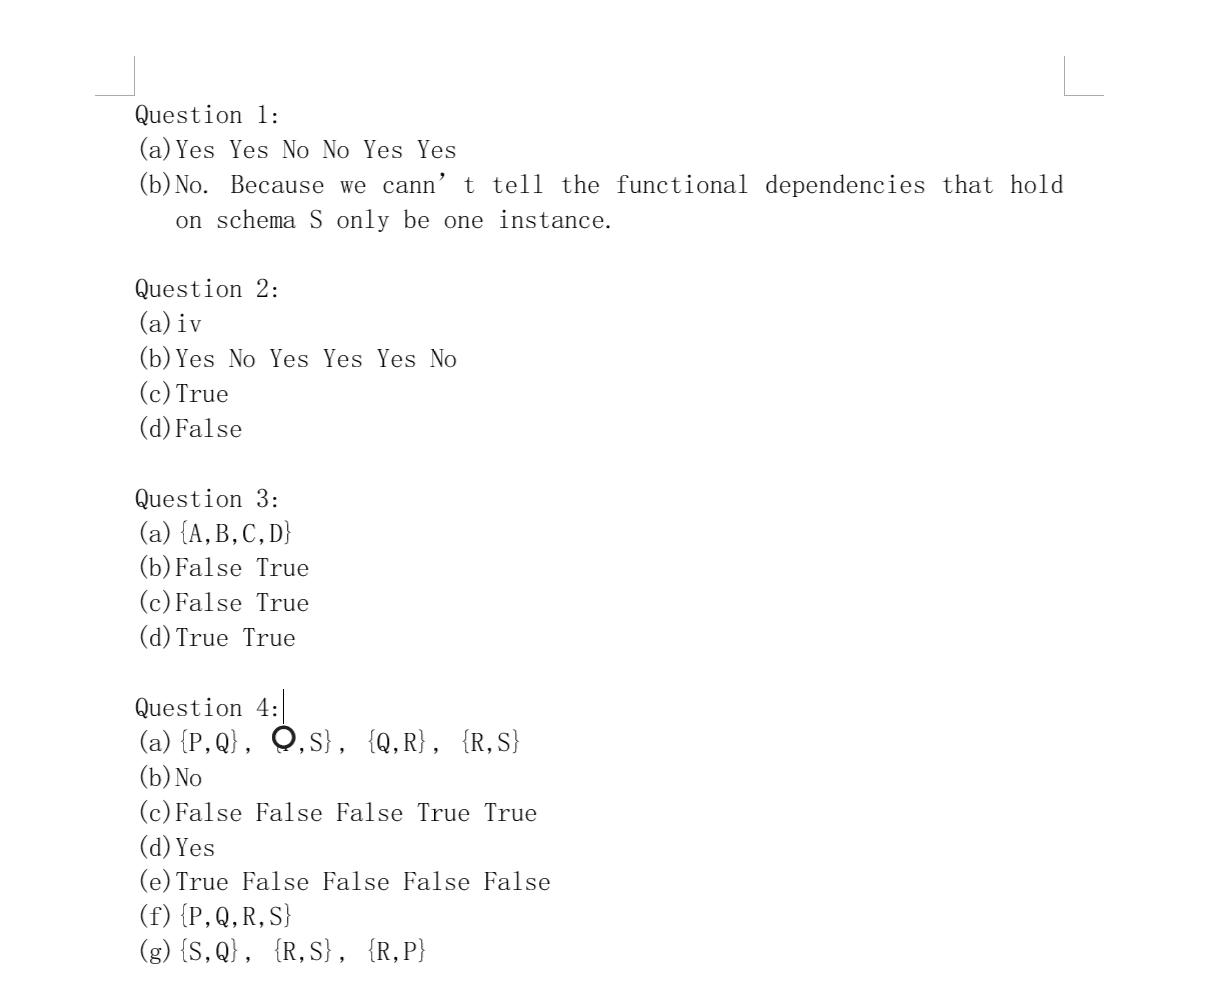 Question 1:
(a)Yes Yes No No Yes Yes
(b)No. Because we cann’t tell the functional dependencies that hold
on schema S only be one instance.
Question 2:
(a)iv
(b)Yes No Yes Yes Yes No
(c)True
(d)False
Question 3:
(a){A,B,C,D}
(b)False True
(c)False True
(d)True True
Question 4:
(a){P,Q}, { ,S}, {Q,R}, {R,S}
(b)No
(c)False False False True True
(d)Yes
(e)True False False False False
(f){P,Q,R,S}
(g){S,Q}, {R,S}, {R,P}